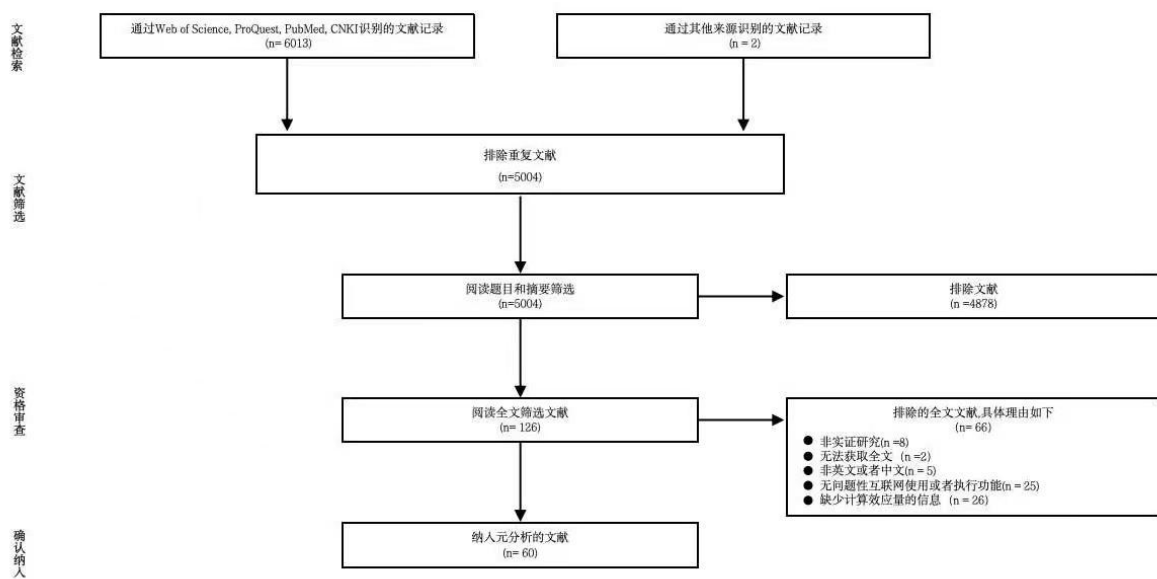 文献检索
通过Web of Science, ProQuest, PubMed, CNKI识别的文献记录
(n= 6013)
通过其他来源识别的文献记录
(n = 2)
文献筛选
排除重复文献
(n=5004)
阅读题目和摘要筛选
(n=5004)
排除文献
(n =4878)
资格审查
阅读全文筛选文献
(n= 126)
排除的全文文献,具体理由如下
(n= 66)
● 非实证研究(n =8)
● 无法获取全文 (n =2)
● 非英文或者中文(n = 5)
● 无问题性互联网使用或者执行功能(n = 25)
● 缺少计算效应量的信息 (n = 26)
确认纳入
纳人元分析的文献
(n= 60)